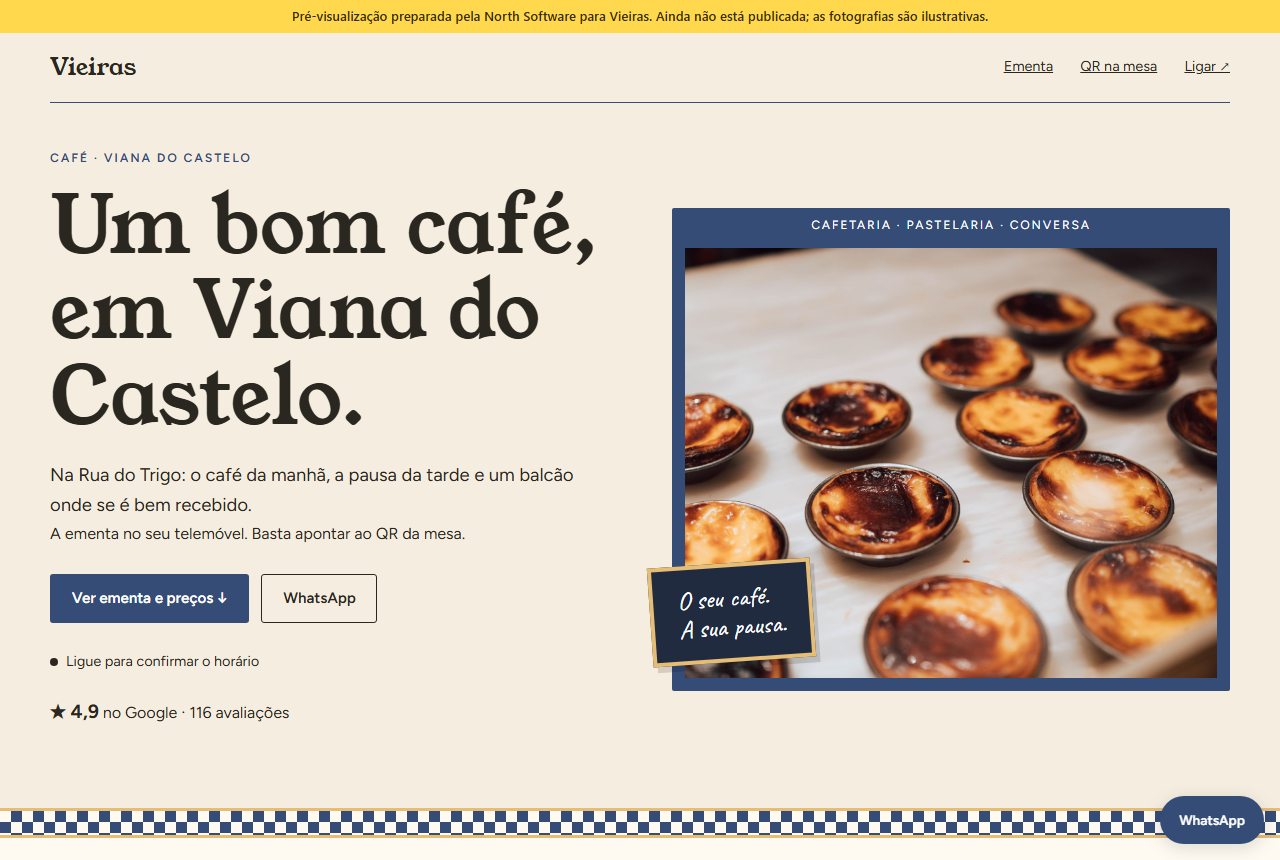 Pré-visualização preparada pela North Software para Vieiras. Ainda não está publicada; as fotografias são ilustrativas.
Vieiras
Ementa
QR na mesa
Ligar ↗
CAFÉ · VIANA DO CASTELO
Um bom café,
em Viana do
Castelo.
Na Rua do Trigo: o café da manhã, a pausa da tarde e um balcão
onde se é bem recebido.
A ementa no seu telemóvel. Basta apontar ao QR da mesa.
Ver ementa e preços ↓
WhatsApp
Ligue para confirmar o horário
★ 4,9 no Google · 116 avaliações
CAFETARIA · PASTELARIA · CONVERSA
O seu café.
A sua pausa.
WhatsApp